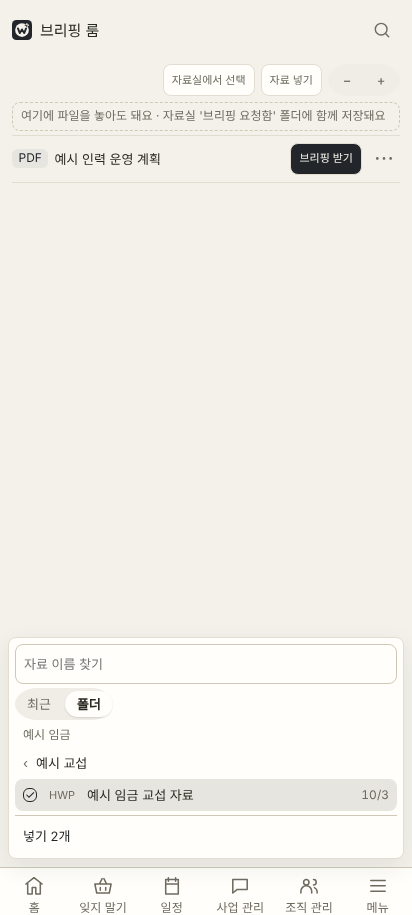 브리핑 룸
자료실에서 선택 자료 넣기 − +
여기에 파일을 놓아도 돼요 · 자료실 '브리핑 요청함' 폴더에 함께 저장돼요
PDF 예시 인력 운영 계획 브리핑 받기 ···
자료 이름 찾기
최근 폴더
예시 임금
‹ 예시 교섭
HWP 예시 임금 교섭 자료 10/3
넣기 2개
홈 잊지 말기 일정 사업 관리 조직 관리 메뉴